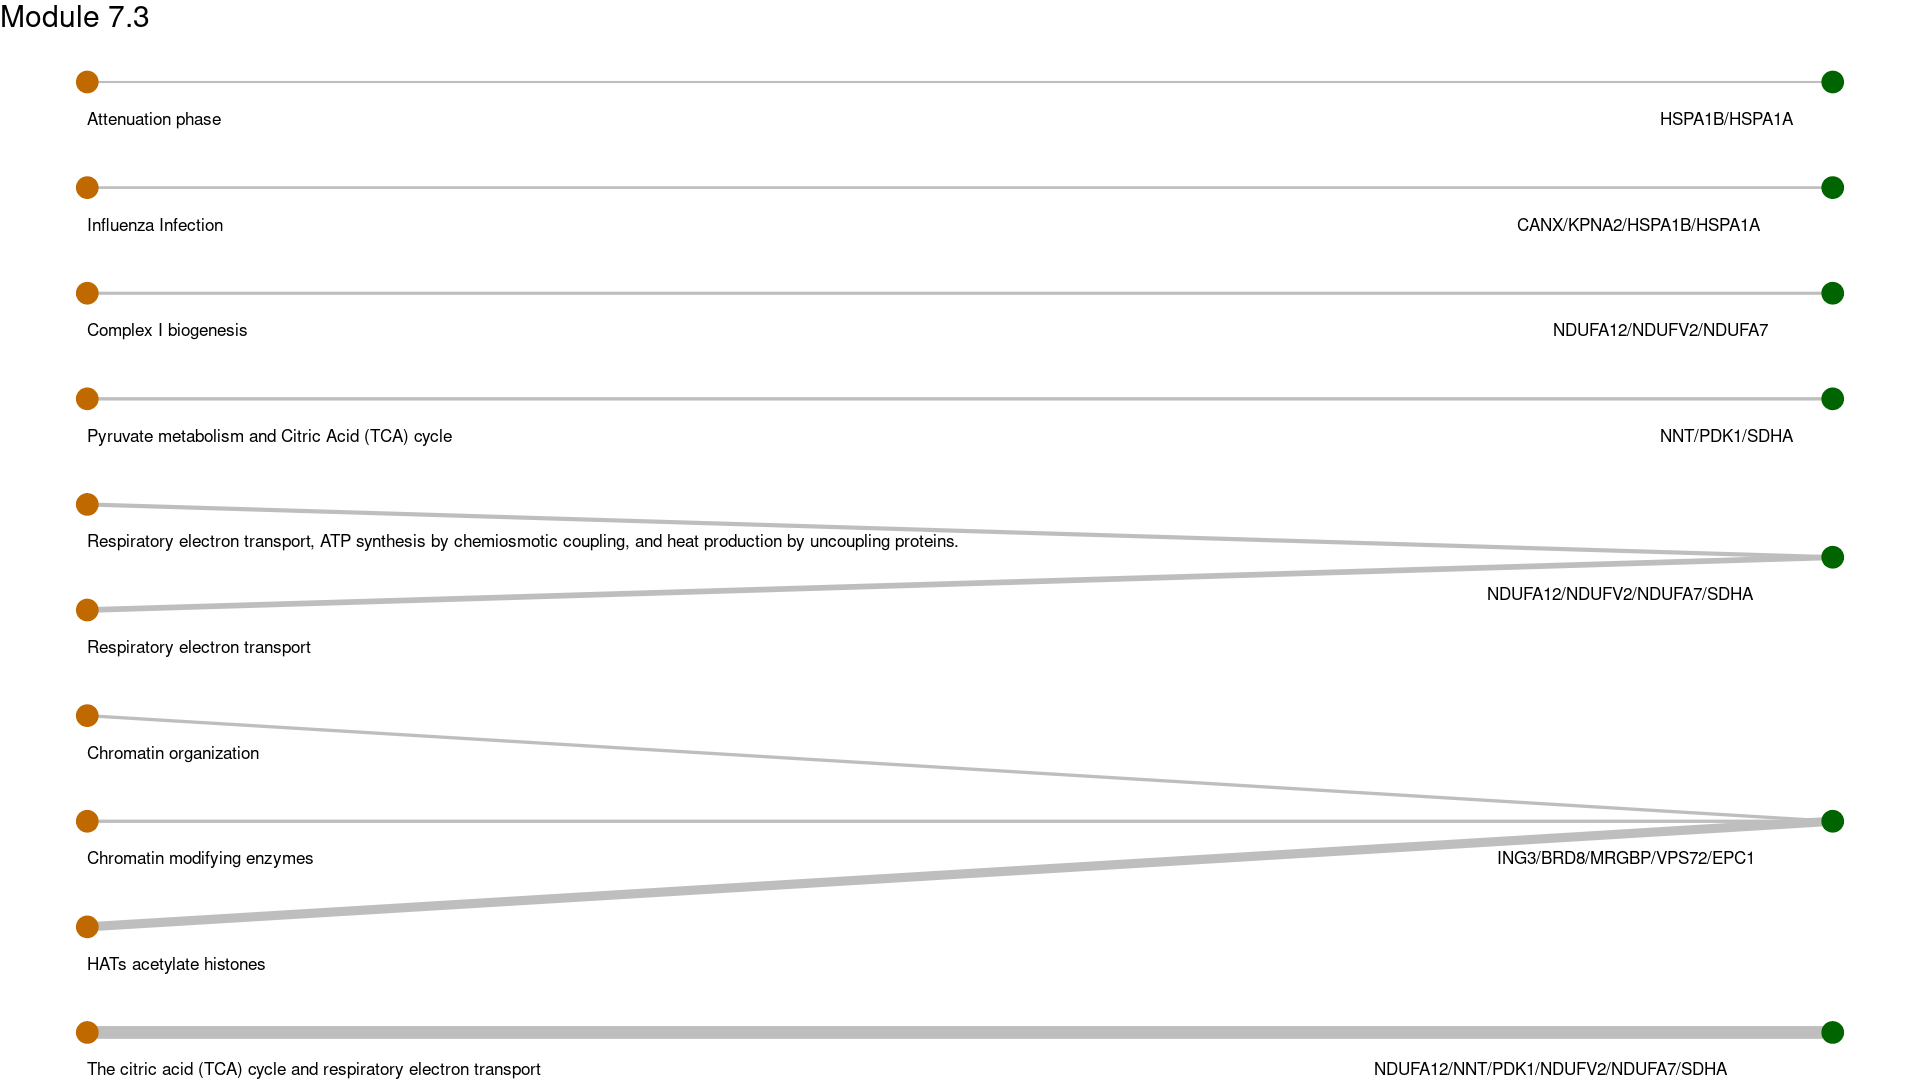 Module 7.3
Attenuation phase
HSPA1B/HSPA1A
Influenza Infection
CANX/KPNA2/HSPA1B/HSPA1A
Complex I biogenesis
NDUFA12/NDUFV2/NDUFA7
Pyruvate metabolism and Citric Acid (TCA) cycle
NNT/PDK1/SDHA
Respiratory electron transport, ATP synthesis by chemiosmotic coupling, and heat production by uncoupling proteins.
NDUFA12/NDUFV2/NDUFA7/SDHA
Respiratory electron transport
Chromatin organization
Chromatin modifying enzymes
ING3/BRD8/MRGBP/VPS72/EPC1
HATs acetylate histones
The citric acid (TCA) cycle and respiratory electron transport
NDUFA12/NNT/PDK1/NDUFV2/NDUFA7/SDHA